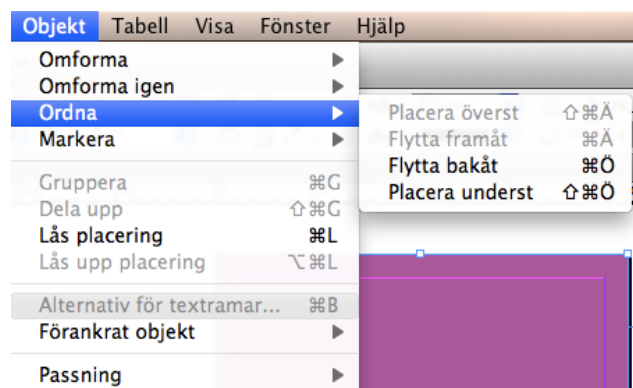 Objekt Tabell Visa Fönster Hjälp
Omforma
Omforma igen
Ordna
Markera
Placera överst ⇧⌘Ä
Flytta framåt ⌘Ä
Flytta bakåt ⌘Ö
Placera underst ⇧⌘Ö
Gruppera ⌘G
Dela upp ⇧⌘G
Lås placering ⌘L
Lås upp placering ⌥⌘L
Alternativ för textramar... ⌘B
Förankrat objekt
Passning